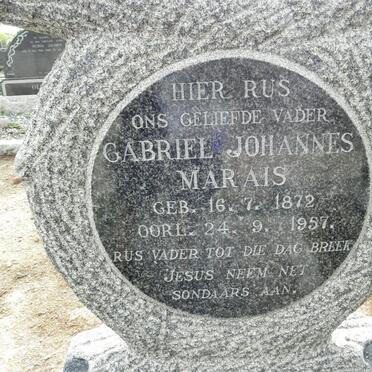 HIER RUS
ONS GELIEFDE VADER
GABRIEL JOHANNES
MARAIS
GEB. 16. 7. 1872
OORL. 24. 9. 1957.
RUS VADER TOT DIE DAG BREEK
JESUS NEEM NET
SONDAARS AAN.